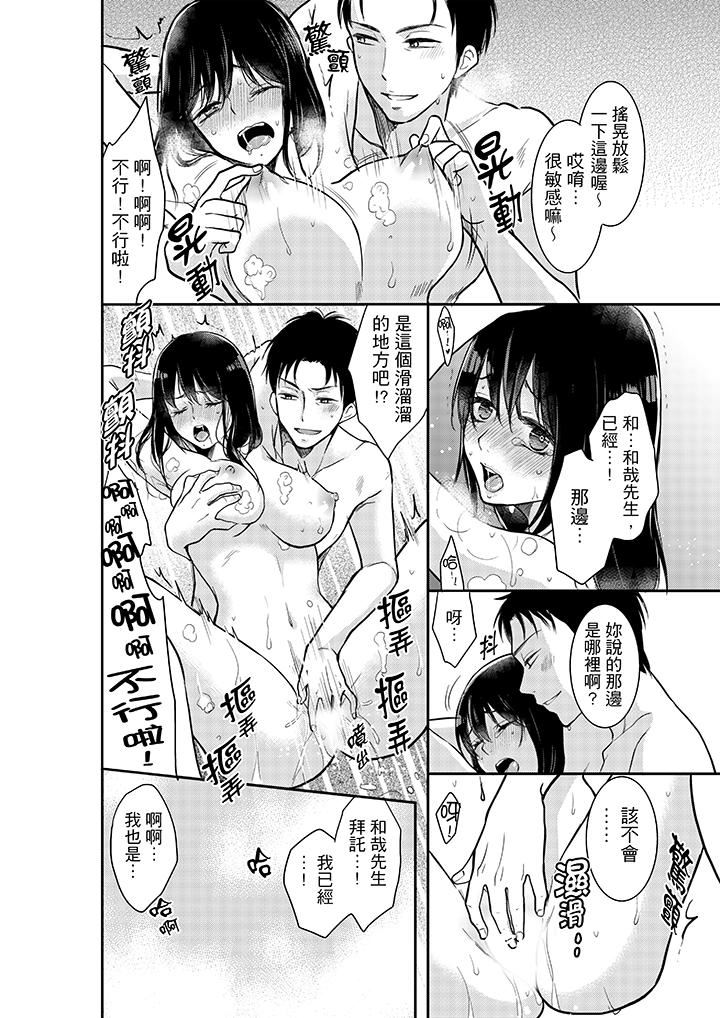 搖晃放鬆
一下這邊喔～
哎唷…
很敏感嘛～
驚顫
驚顫
晃動
晃動
啊！啊啊！
不行！不行啦！
啊！
和…和哉先生，
已經…！
那邊…
哈！
妳說的那邊
是哪裡啊？
呀…
抖
該不會
……
呀！
濕滑
是這個滑溜溜
的地方吧!?
顫抖
顫抖
摳弄
摳弄
摳弄
摳弄
噴出
啊啊
啊啊
啊啊
不行啦！
和哉先生
拜託…！
我已經
…！
哈
啊啊…
我也是…
哈啊